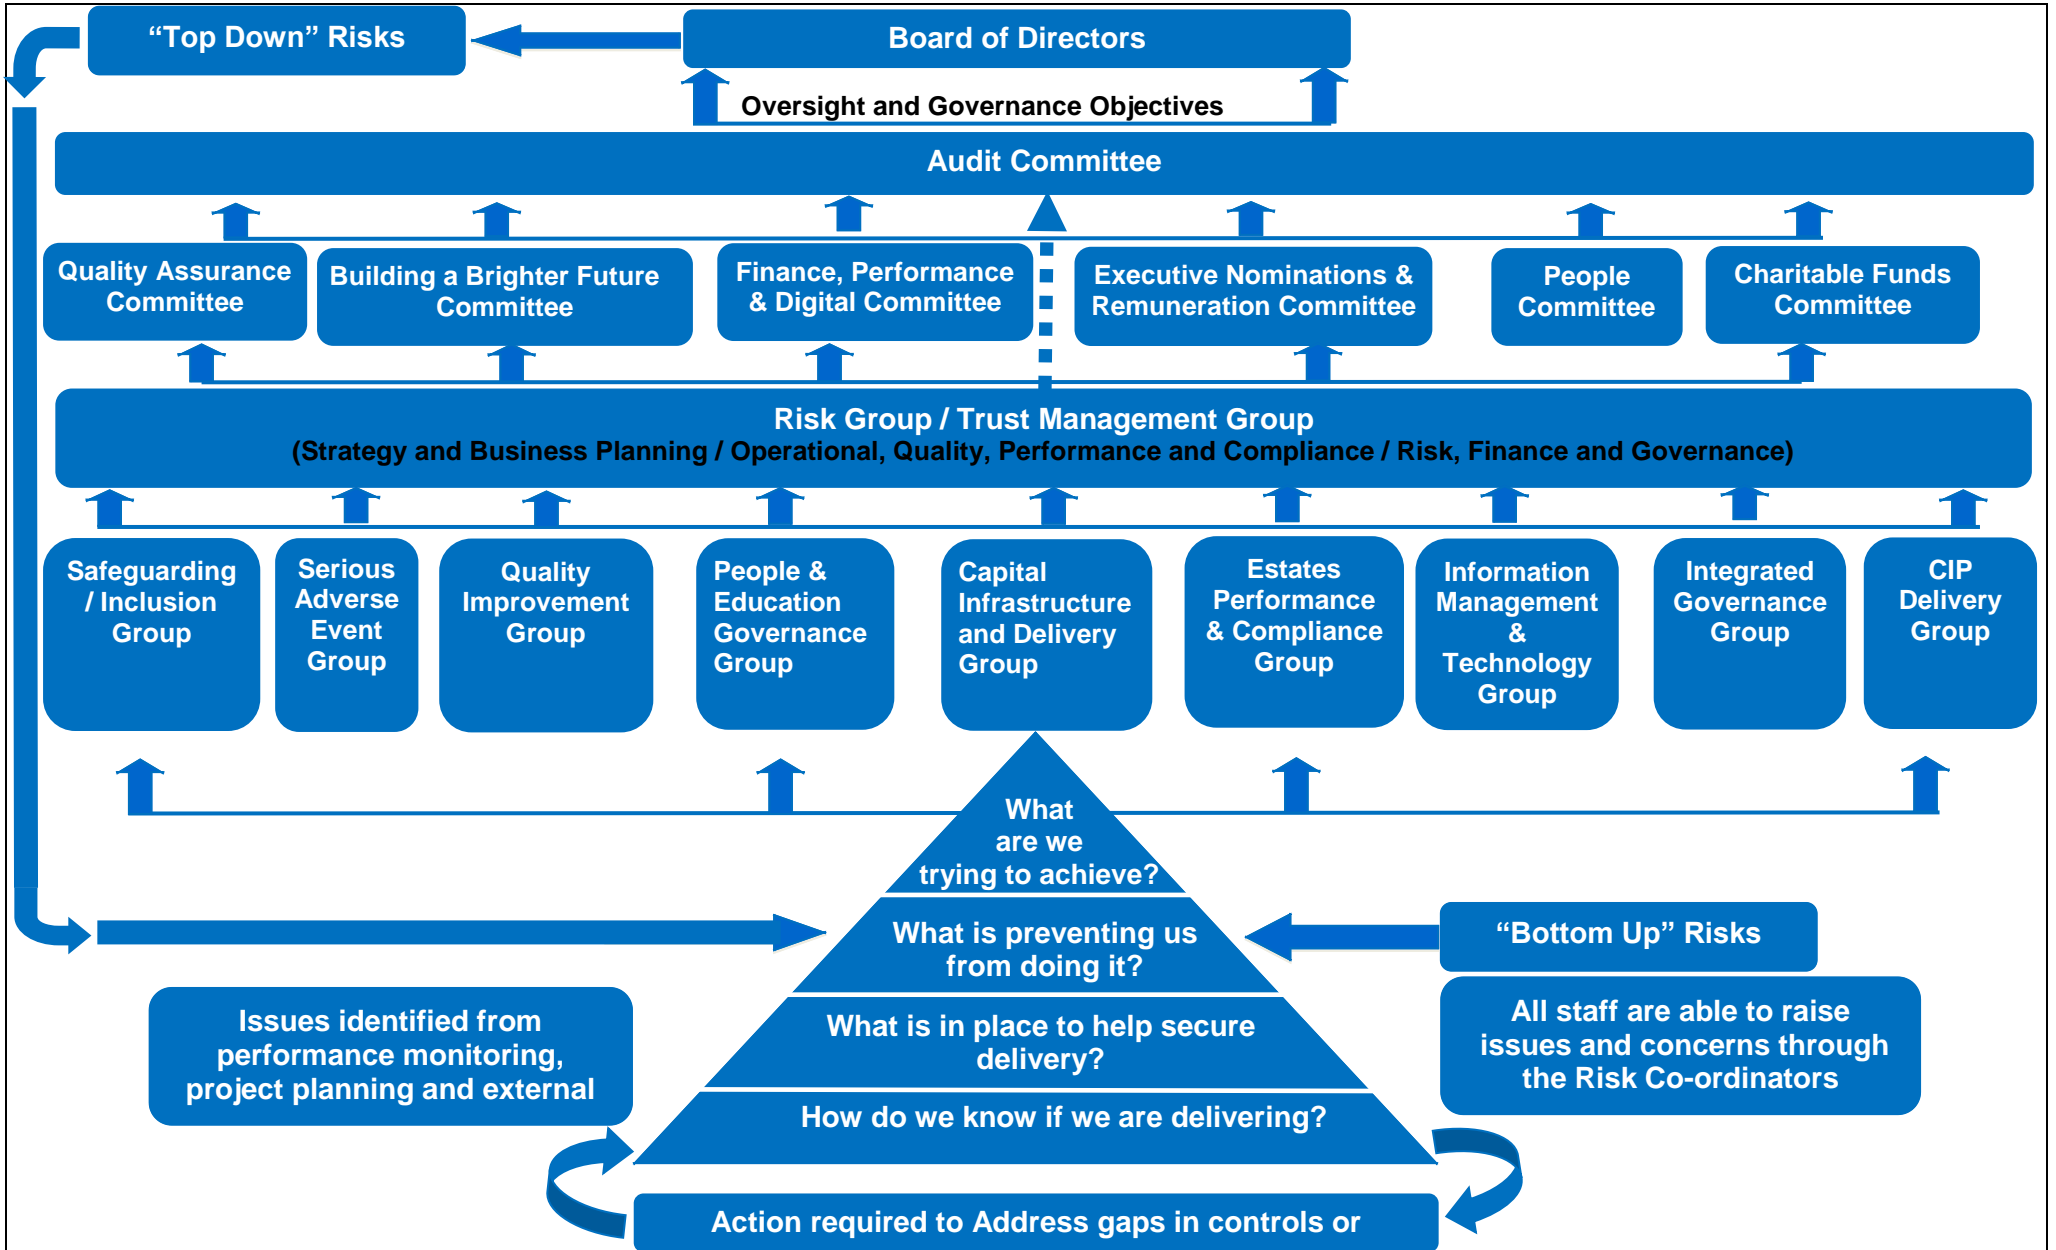 “Top Down” Risks
Board of Directors
Oversight and Governance Objectives
Audit Committee
Quality Assurance
Committee
Building a Brighter Future
Committee
Finance, Performance
& Digital Committee
Executive Nominations &
Remuneration Committee
People
Committee
Charitable Funds
Committee
Risk Group / Trust Management Group
(Strategy and Business Planning / Operational, Quality, Performance and Compliance / Risk, Finance and Governance)
Safeguarding
/ Inclusion
Group
Serious
Adverse
Event
Group
Quality
Improvement
Group
People &
Education
Governance
Group
Capital
Infrastructure
and Delivery
Group
Estates
Performance
& Compliance
Group
Information
Management
&
Technology
Group
Integrated
Governance
Group
CIP
Delivery
Group
What
are we
trying to achieve?
What is preventing us
from doing it?
“Bottom Up” Risks
What is in place to help secure
delivery?
Issues identified from
performance monitoring,
project planning and external
All staff are able to raise
issues and concerns through
the Risk Co-ordinators
How do we know if we are delivering?
Action required to Address gaps in controls or